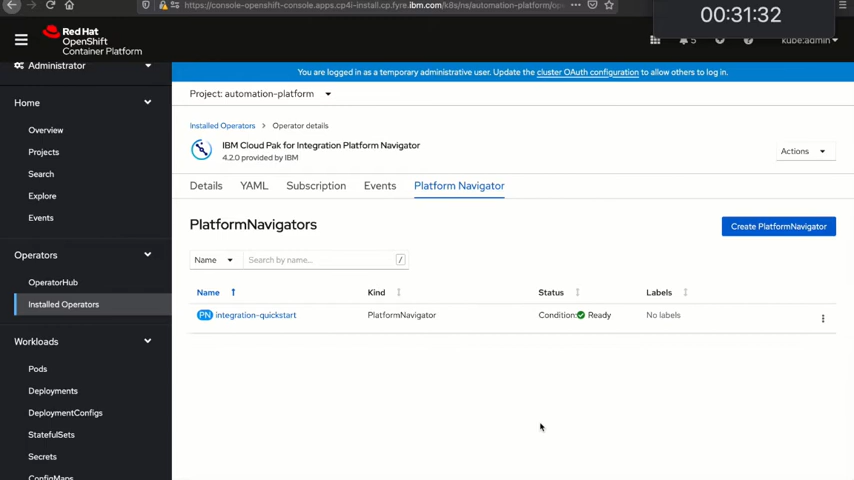 https://console-openshift-console.apps.cp4i-install.cp.fyre.ibm.com/k8s/ns/automation-platform/op
00:31:32
Red Hat
OpenShift
Container Platform
5
kube:admin
Administrator
You are logged in as a temporary administrative user. Update the cluster OAuth configuration to allow others to log in.
Project: automation-platform
Home
Overview
Projects
Search
Explore
Events
Operators
OperatorHub
Installed Operators
Workloads
Pods
Deployments
DeploymentConfigs
StatefulSets
Secrets
ConfigMaps
Installed Operators > Operator details
IBM Cloud Pak for Integration Platform Navigator
4.2.0 provided by IBM
Actions
Details YAML Subscription Events Platform Navigator
PlatformNavigators
Create PlatformNavigator
Name Search by name... /
Name Kind Status Labels
PN integration-quickstart PlatformNavigator Condition: Ready No labels